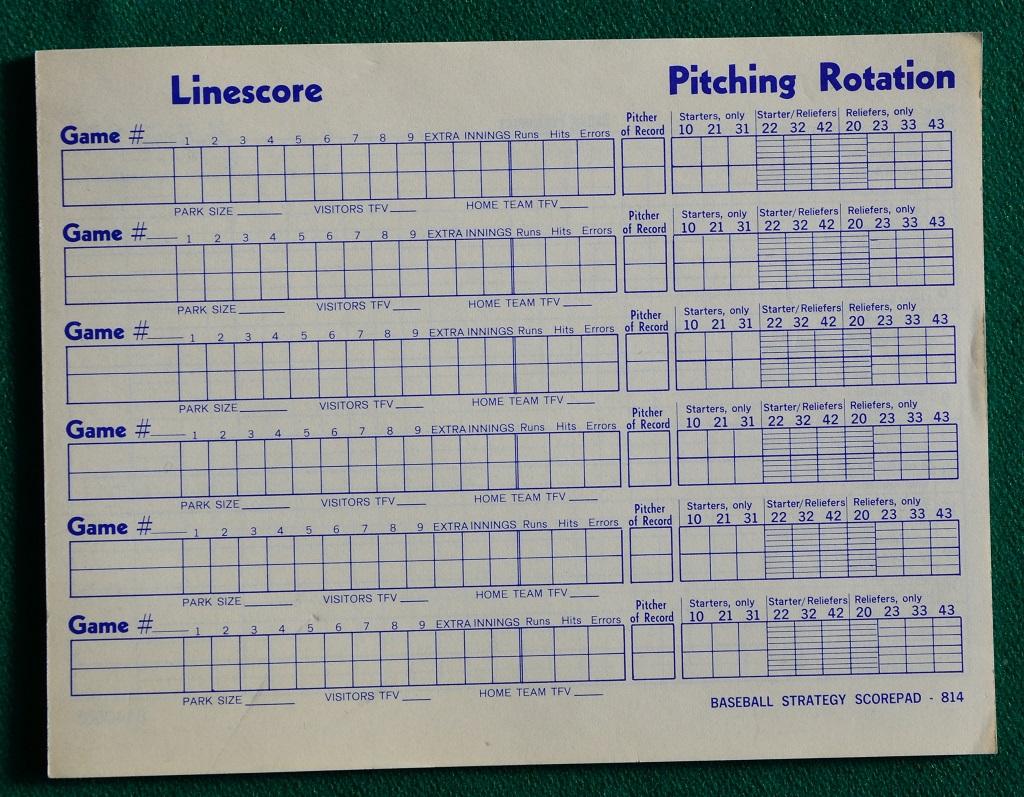 Linescore Pitching Rotation
Game # 1 2 3 4 5 6 7 8 9 EXTRA INNINGS Runs Hits Errors Pitcher of Record Starters, only 10 21 31 Starter/Reliefers 22 32 42 Reliefers, only 20 23 33 43
PARK SIZE VISITORS TFV HOME TEAM TFV
Game # 1 2 3 4 5 6 7 8 9 EXTRA INNINGS Runs Hits Errors Pitcher of Record Starters, only 10 21 31 Starter/Reliefers 22 32 42 Reliefers, only 20 23 33 43
PARK SIZE VISITORS TFV HOME TEAM TFV
Game # 1 2 3 4 5 6 7 8 9 EXTRA INNINGS Runs Hits Errors Pitcher of Record Starters, only 10 21 31 Starter/Reliefers 22 32 42 Reliefers, only 20 23 33 43
PARK SIZE VISITORS TFV HOME TEAM TFV
Game # 1 2 3 4 5 6 7 8 9 EXTRA INNINGS Runs Hits Errors Pitcher of Record Starters, only 10 21 31 Starter/Reliefers 22 32 42 Reliefers, only 20 23 33 43
PARK SIZE VISITORS TFV HOME TEAM TFV
Game # 1 2 3 4 5 6 7 8 9 EXTRA INNINGS Runs Hits Errors Pitcher of Record Starters, only 10 21 31 Starter/Reliefers 22 32 42 Reliefers, only 20 23 33 43
PARK SIZE VISITORS TFV HOME TEAM TFV
Game # 1 2 3 4 5 6 7 8 9 EXTRA INNINGS Runs Hits Errors Pitcher of Record Starters, only 10 21 31 Starter/Reliefers 22 32 42 Reliefers, only 20 23 33 43
PARK SIZE VISITORS TFV HOME TEAM TFV
BASEBALL STRATEGY SCOREPAD - 814